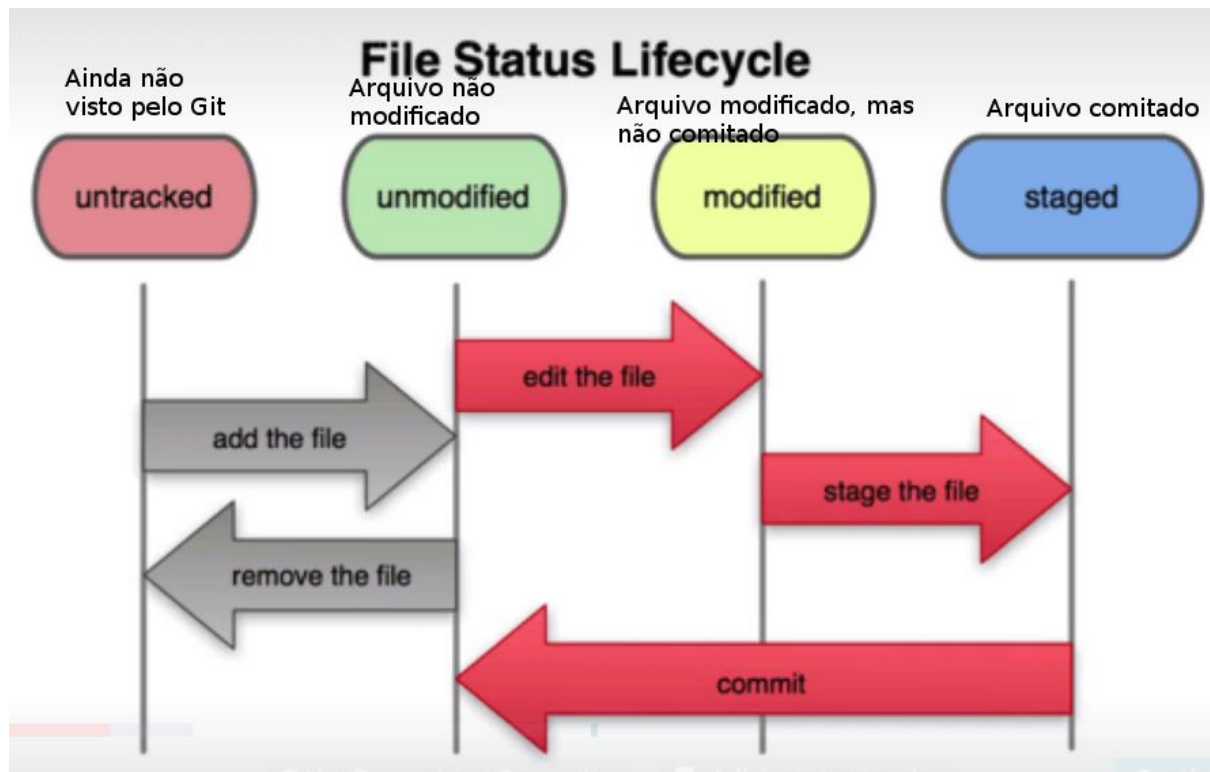 File Status Lifecycle
Ainda não
visto pelo Git
Arquivo não
modificado
Arquivo modificado, mas
não comitado
Arquivo comitado
untracked
unmodified
modified
staged
edit the file
add the file
stage the file
remove the file
commit